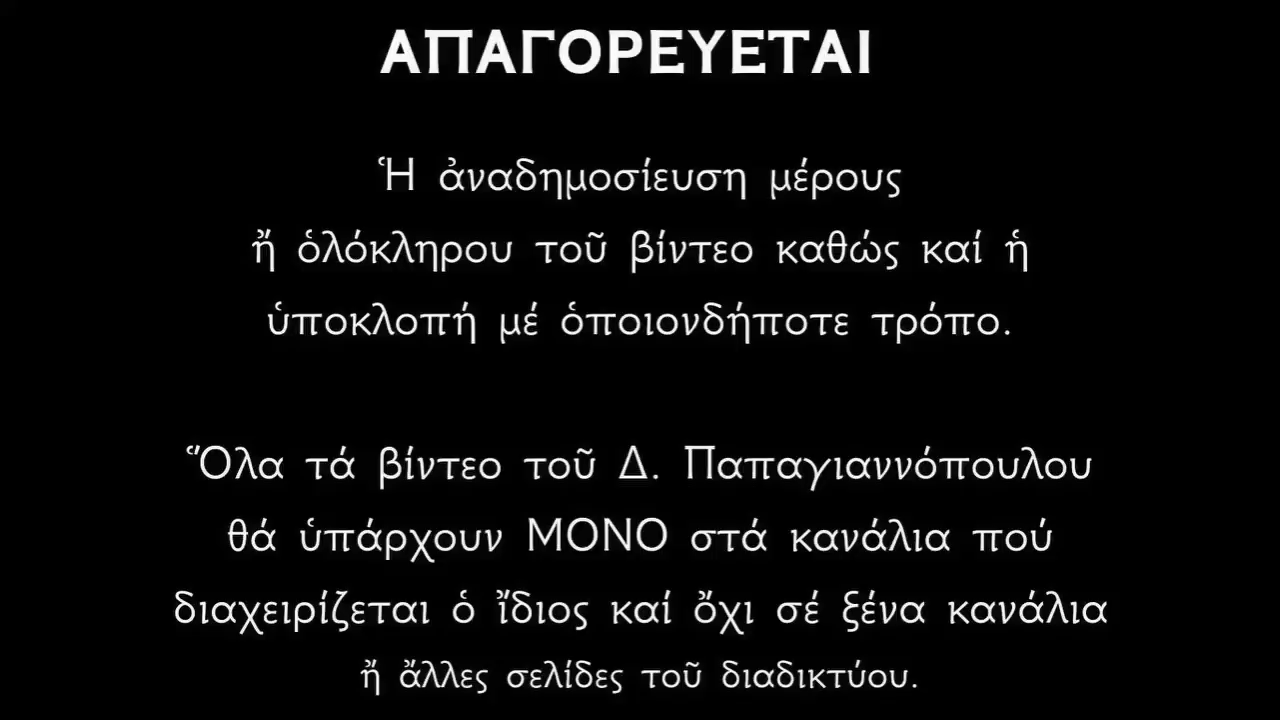 ΑΠΑΓΟΡΕΥΕΤΑΙ
Ἡ ἀναδημοσίευση μέρους
ἤ ὁλόκληρου τοῦ βίντεο καθώς καί ἡ
ὑποκλοπή μέ ὁποιονδήποτε τρόπο.
Ὅλα τά βίντεο τοῦ Δ. Παπαγιαννόπουλου
θά ὑπάρχουν ΜΟΝΟ στά κανάλια πού
διαχειρίζεται ὁ ἴδιος καί ὄχι σέ ξένα κανάλια
ἤ ἄλλες σελίδες τοῦ διαδικτύου.